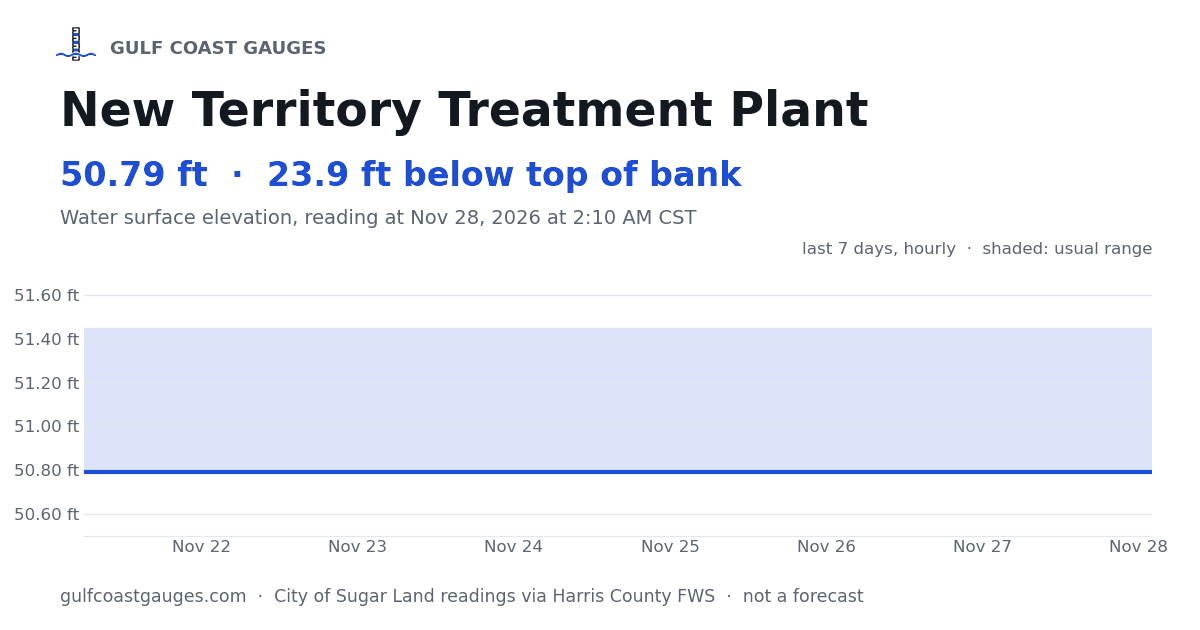 GULF COAST GAUGES
New Territory Treatment Plant
50.79 ft · 23.9 ft below top of bank
Water surface elevation, reading at Nov 28, 2026 at 2:10 AM CST
last 7 days, hourly · shaded: usual range
51.60 ft
51.40 ft
51.20 ft
51.00 ft
50.80 ft
50.60 ft
Nov 22 Nov 23 Nov 24 Nov 25 Nov 26 Nov 27 Nov 28
gulfcoastgauges.com · City of Sugar Land readings via Harris County FWS · not a forecast